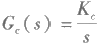 G_c(s) = K_c / s